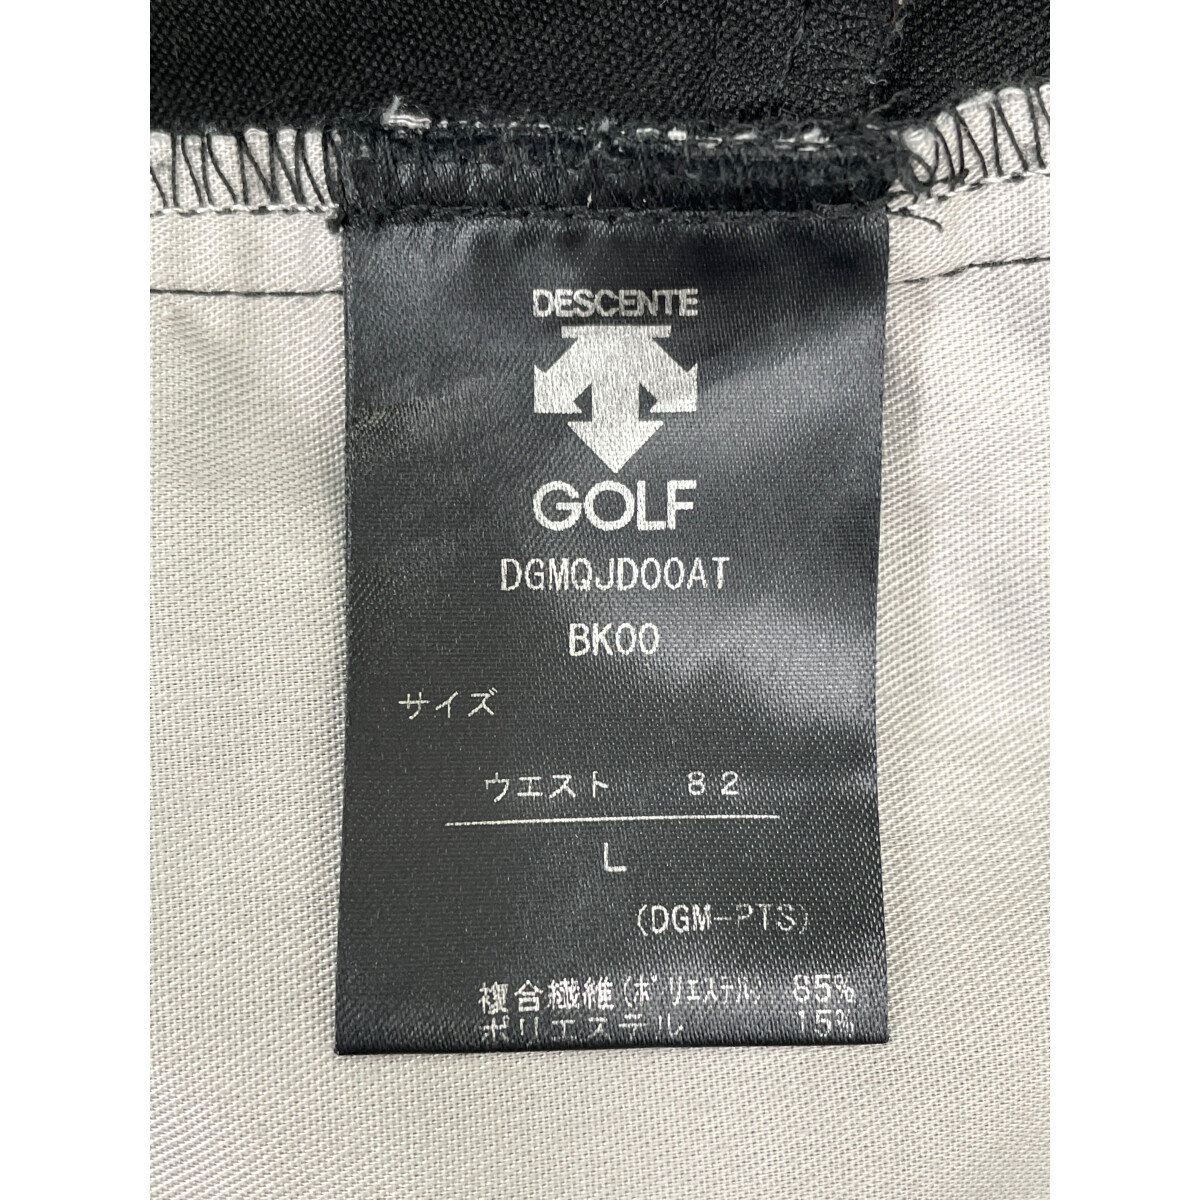 DESCENTE
GOLF
DGMQJD00AT
BK00
サイズ
ウエスト 82
L
(DGM-PTS)
複合繊維(ポリエステル) 85%
ポリエステル 15%